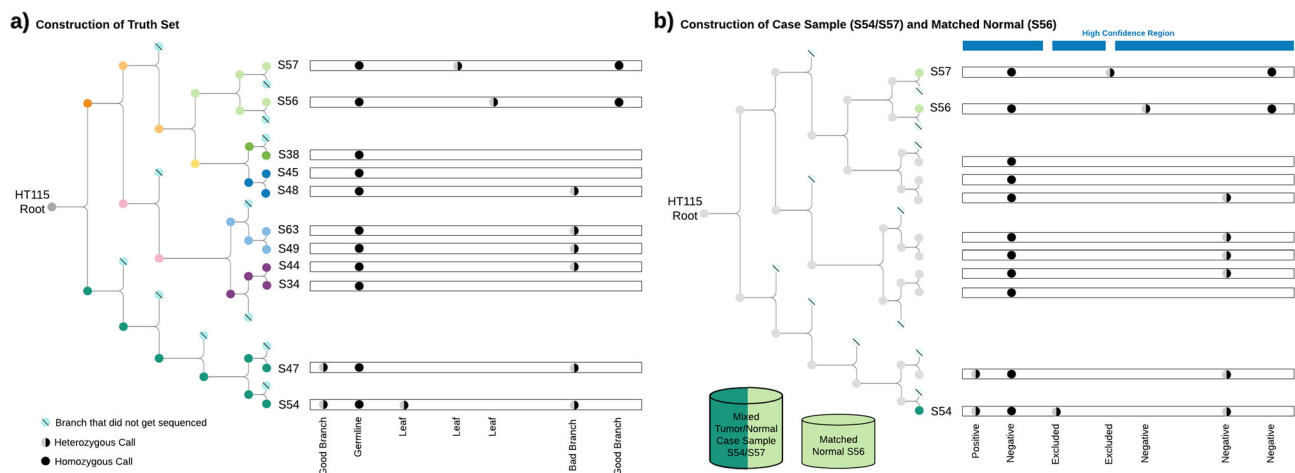 a) Construction of Truth Set
S57
S56
S38
S45
S48
HT115
Root
S63
S49
S44
S34
S47
S54
Branch that did not get sequenced
Heterozygous Call
Homozygous Call
Good Branch
Germline
Leaf
Leaf
Leaf
Bad Branch
Good Branch
b) Construction of Case Sample (S54/S57) and Matched Normal (S56)
High Confidence Region
S57
S56
HT115
Root
S54
Mixed
Tumor/Normal
Case Sample
S54/S57
Matched
Normal S56
Positive
Negative
Excluded
Excluded
Negative
Negative
Negative